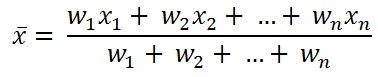 x̄ = (w₁x₁ + w₂x₂ + ... + wₙxₙ) / (w₁ + w₂ + ... + wₙ)